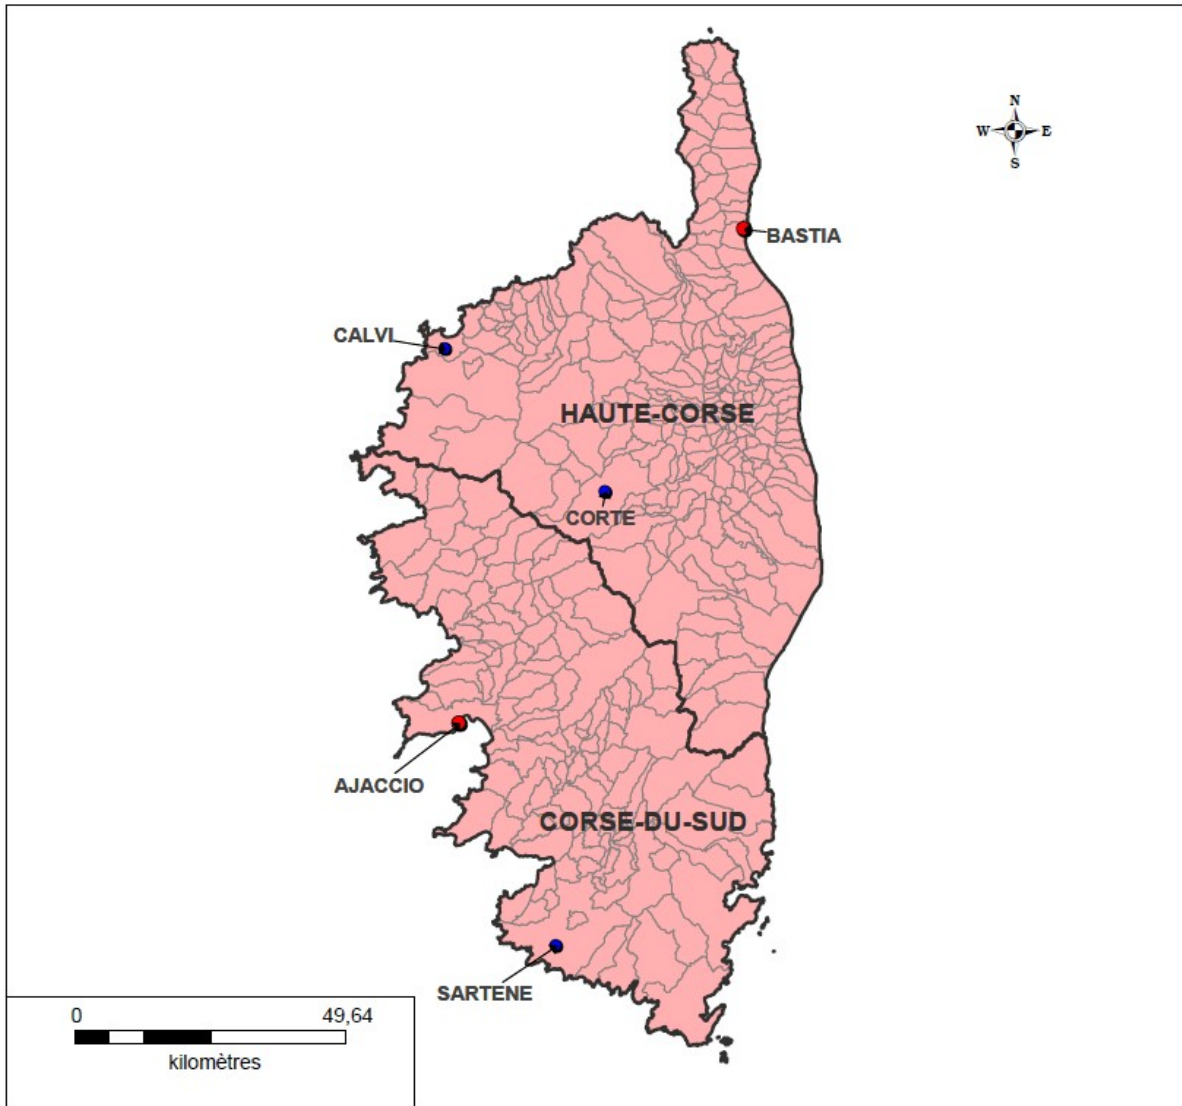 N
W E
S
BASTIA
CALVI
HAUTE-CORSE
CORTE
AJACCIO
CORSE-DU-SUD
SARTENE
0 49,64
kilomètres